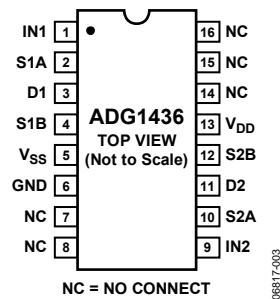 IN1 1
S1A 2
D1 3
S1B 4
VSS 5
GND 6
NC 7
NC 8
ADG1436
TOP VIEW
(Not to Scale)
16 NC
15 NC
14 NC
13 VDD
12 S2B
11 D2
10 S2A
9 IN2
NC = NO CONNECT
06817-003